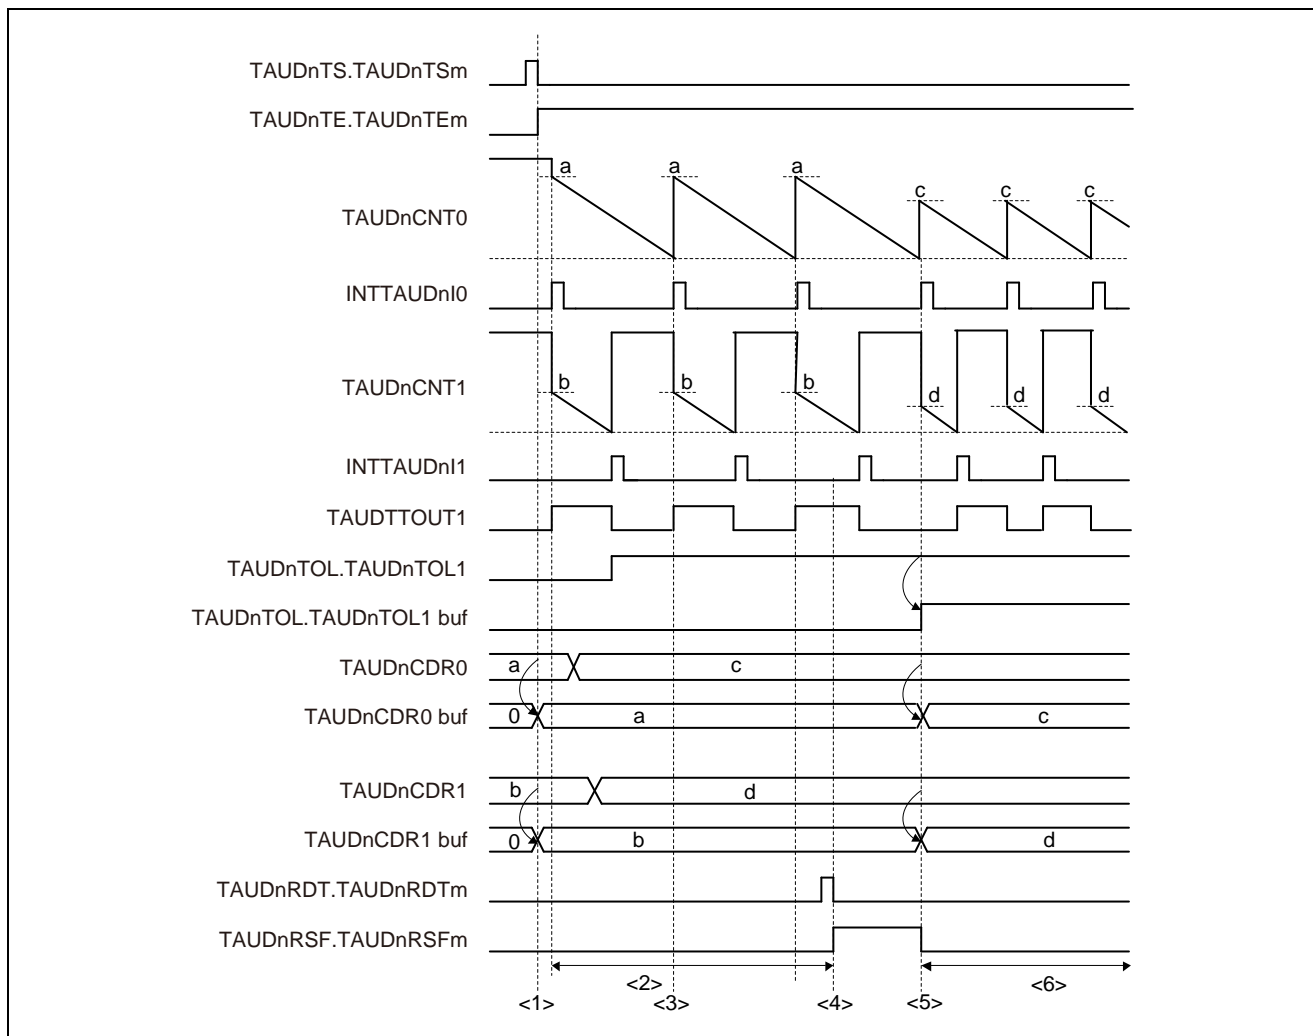 TAUDnTS.TAUDnTSm
TAUDnTE.TAUDnTEm
a a a
c c c
TAUDnCNT0
INTTAUDnI0
TAUDnCNT1
b b b d d d
INTTAUDnI1
TAUDTTOUT1
TAUDnTOL.TAUDnTOL1
TAUDnTOL.TAUDnTOL1 buf
TAUDnCDR0 a c
TAUDnCDR0 buf 0 a c
TAUDnCDR1 b d
TAUDnCDR1 buf 0 b d
TAUDnRDT.TAUDnRDTm
TAUDnRSF.TAUDnRSFm
<2> <6>
<1> <3> <4> <5>